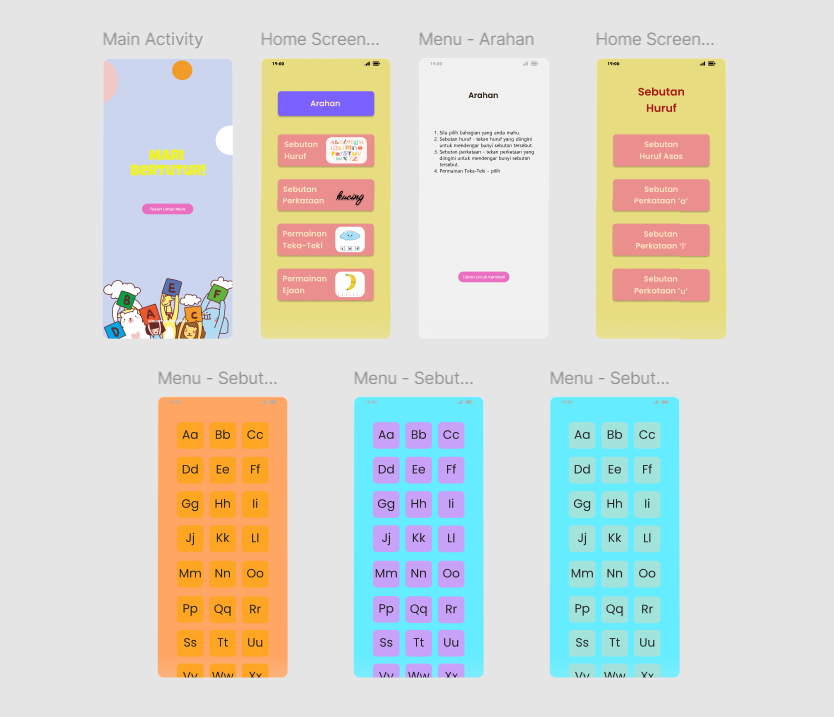 Main Activity
Home Screen...
Menu - Arahan
Home Screen...
MARI
BERTUTUR!
Tekan untuk Mula
D
B
A
E
C
F
19:00
Arahan
Sebutan
Huruf
Sebutan
Perkataan
kucing
Permainan
Teka-Teki
Permainan
Ejaan
19:00
Arahan
1. Sila pilih bahagian yang anda mahu.
2. Sebutan huruf - tekan huruf yang diingini
untuk mendengar bunyi sebutan tersebut.
3. Sebutan perkataan - tekan perkataan yang
diingini untuk mendengar bunyi sebutan
tersebut.
4. Permainan Teka-Teki - pilih
Tekan untuk kembali
19:00
Sebutan
Huruf
Sebutan
Huruf Asas
Sebutan
Perkataan 'a'
Sebutan
Perkataan 'i'
Sebutan
Perkataan 'u'
Menu - Sebut...
Menu - Sebut...
Menu - Sebut...
19:00
Aa Bb Cc
Dd Ee Ff
Gg Hh Ii
Jj Kk Ll
Mm Nn Oo
Pp Qq Rr
Ss Tt Uu
Vv Ww Xx
19:00
Aa Bb Cc
Dd Ee Ff
Gg Hh Ii
Jj Kk Ll
Mm Nn Oo
Pp Qq Rr
Ss Tt Uu
Vv Ww Xx
19:00
Aa Bb Cc
Dd Ee Ff
Gg Hh Ii
Jj Kk Ll
Mm Nn Oo
Pp Qq Rr
Ss Tt Uu
Vv Ww Xx